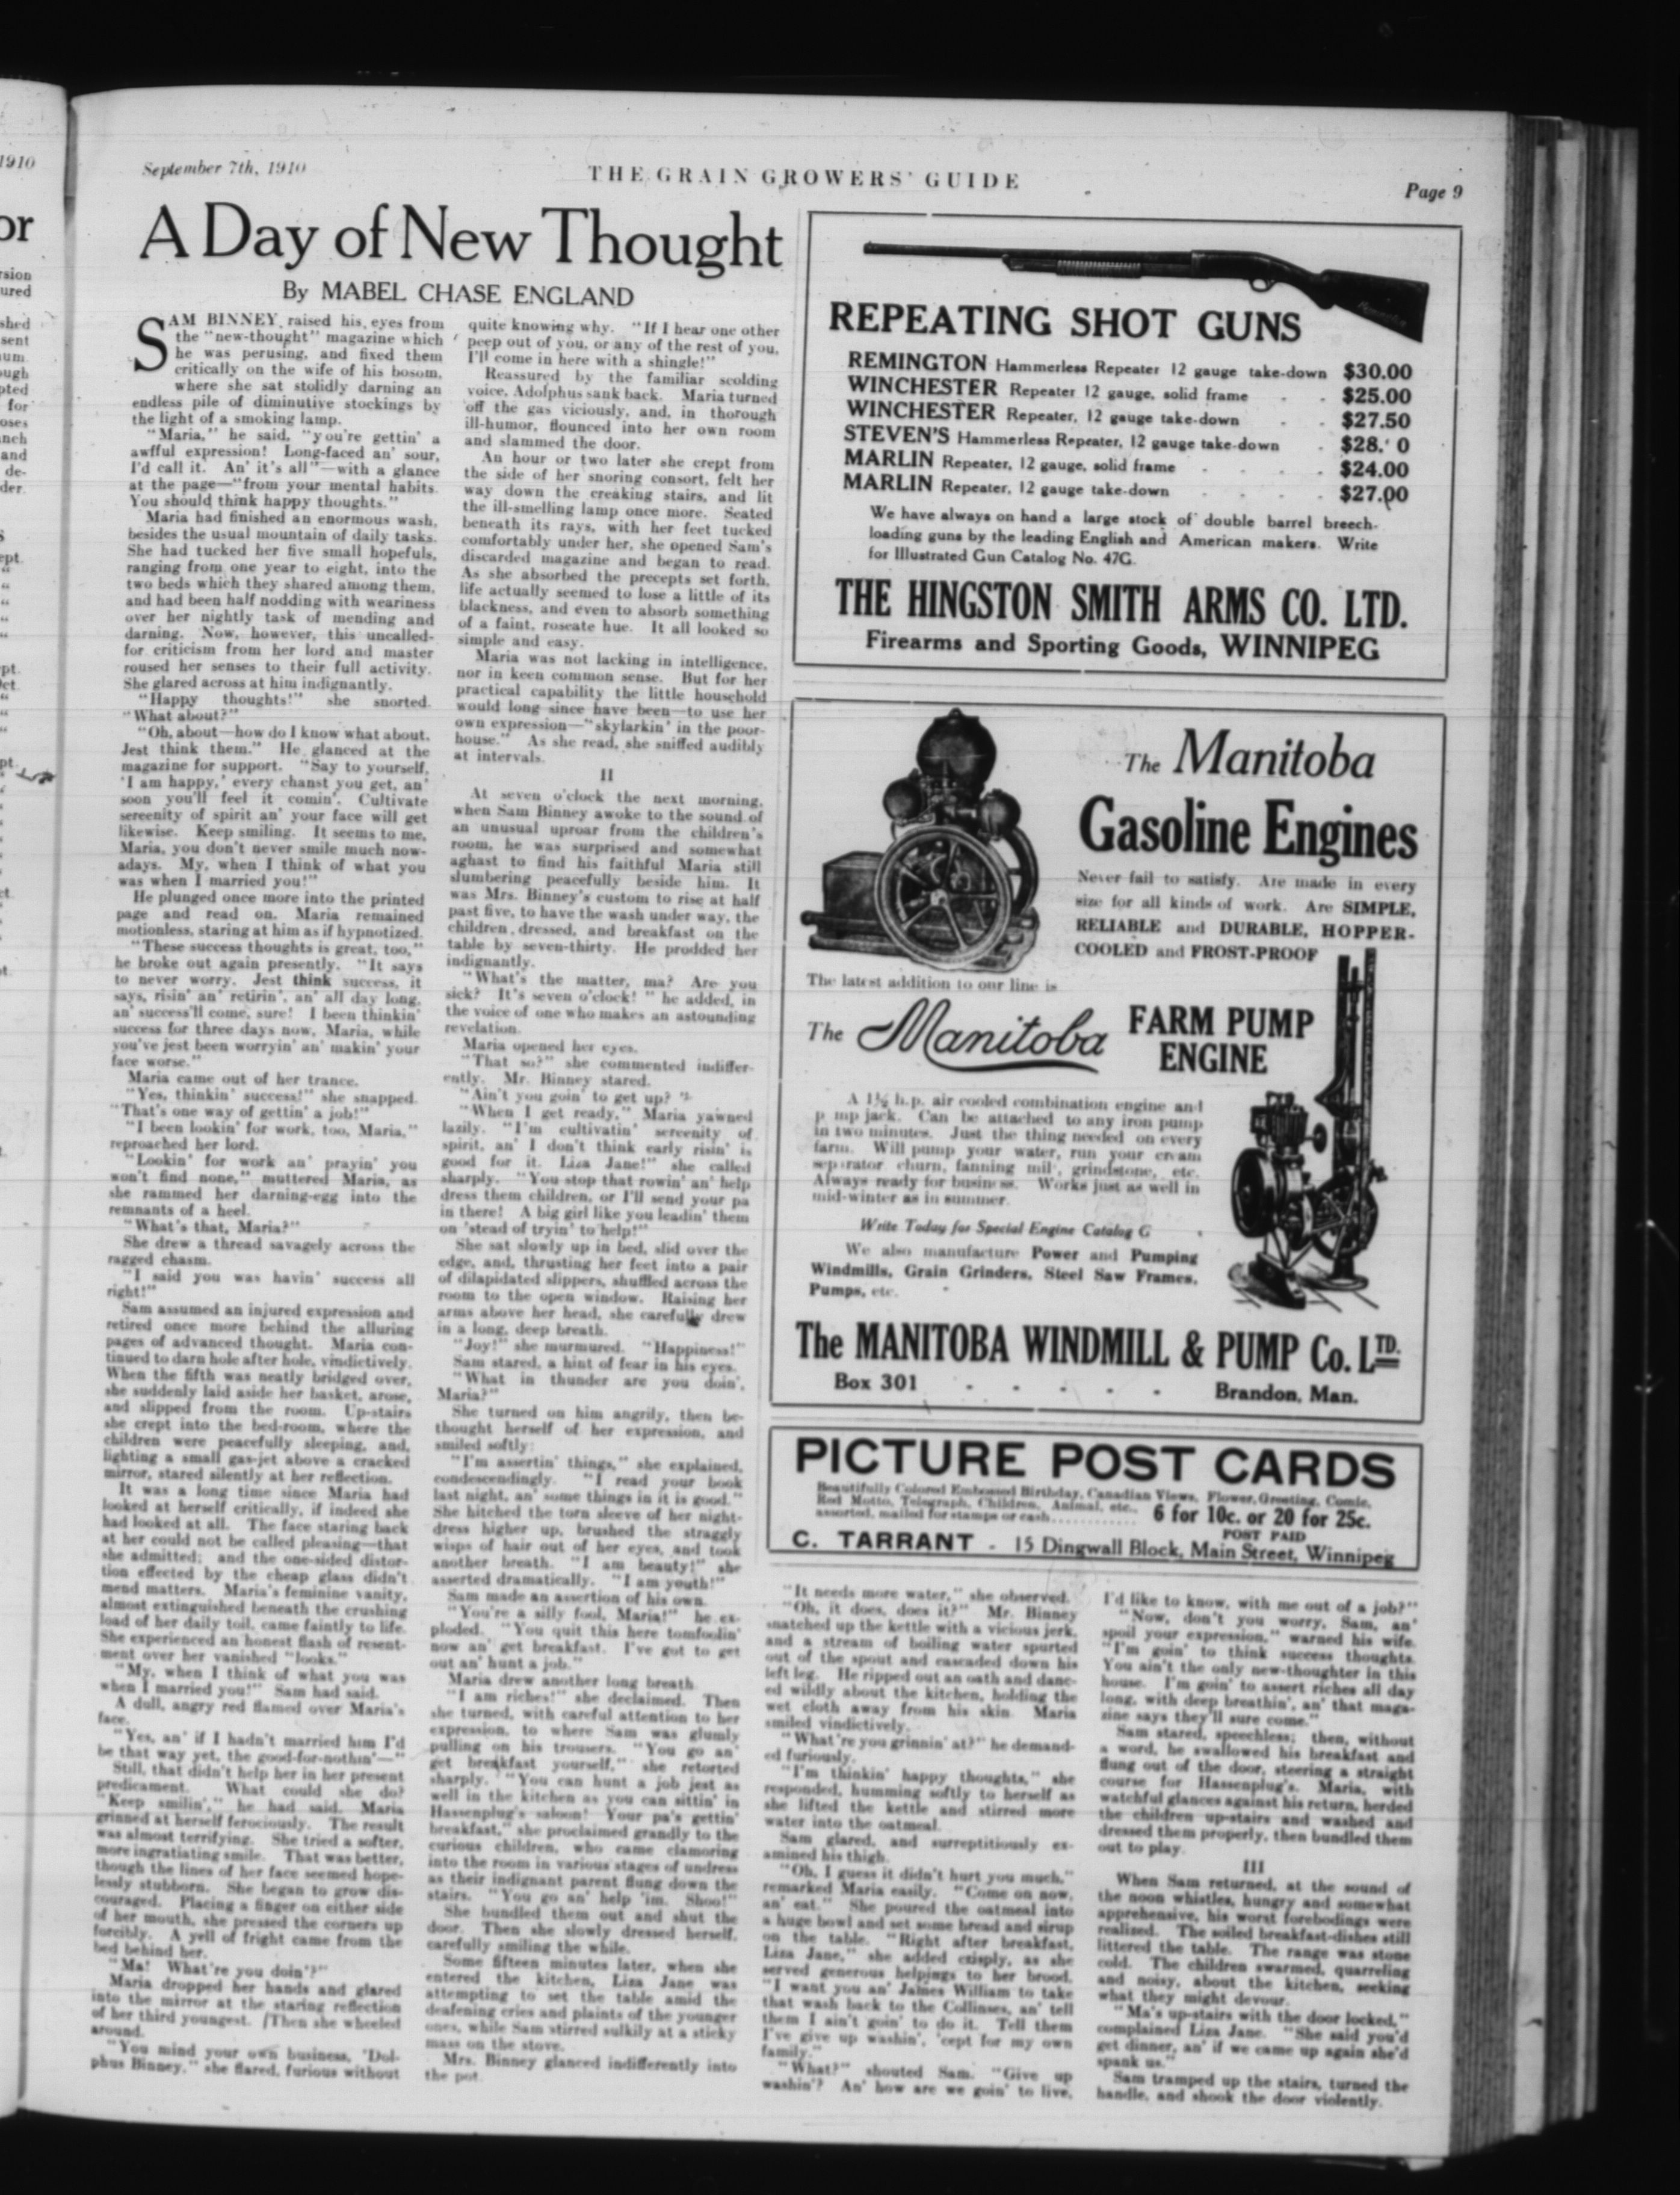 September 7th, 1910
THE GRAIN GROWERS' GUIDE
Page 9
A Day of New Thought
By MABEL CHASE ENGLAND
SAM BINNEY raised his eyes from
the "new-thought" magazine which
he was perusing, and fixed them
critically on the wife of his bosom,
where she sat stolidly darning an
endless pile of diminutive stockings by
the light of a smoking lamp.
"Maria," he said, "you're gettin' a
awfful expression! Long-faced an' sour,
I'd call it. An' it's all"—with a glance
at the page—"from your mental habits.
You should think happy thoughts."
Maria had finished an enormous wash,
besides the usual mountain of daily tasks.
She had tucked her five small hopefuls,
ranging from one year to eight, into the
two beds which they shared among them,
and had been half nodding with weariness
over her nightly task of mending and
darning. Now, however, this uncalled-
for criticism from her lord and master
roused her senses to their full activity.
She glared across at him indignantly.
"Happy thoughts!" she snorted.
"What about?"
"Oh, about—how do I know what about.
Jest think them." He glanced at the
magazine for support. "Say to yourself,
'I am happy,' every chanst you get, an'
soon you'll feel it comin'. Cultivate
sereenity of spirit an' your face will get
likewise. Keep smiling. It seems to me,
Maria, you don't never smile much now-
adays. My, when I think of what you
was when I married you!"
He plunged once more into the printed
page and read on. Maria remained
motionless, staring at him as if hypnotized.
"These success thoughts is great, too,"
he broke out again presently. "It says
to never worry. Jest think success, it
says, risin' an' retirin', an' all day long,
an' success'll come, sure! I been thinkin'
success for three days now, Maria, while
you've jest been worryin' an' makin' your
face worse."
Maria came out of her trance.
"Yes, thinkin' success!" she snapped.
"That's one way of gettin' a job!"
"I been lookin' for work, too, Maria,"
reproached her lord.
"Lookin' for work an' prayin' you
won't find none," muttered Maria, as
she rammed her darning-egg into the
remnants of a heel.
"What's that, Maria?"
She drew a thread savagely across the
ragged chasm.
"I said you was havin' success all
right!"
Sam assumed an injured expression and
retired once more behind the alluring
pages of advanced thought. Maria con-
tinued to darn hole after hole, vindictively.
When the fifth was neatly bridged over,
she suddenly laid aside her basket, arose,
and slipped from the room. Up-stairs
she crept into the bed-room, where the
children were peacefully sleeping, and,
lighting a small gas-jet above a cracked
mirror, stared silently at her reflection.
It was a long time since Maria had
looked at herself critically, if indeed she
had looked at all. The face staring back
at her could not be called pleasing—that
she admitted; and the one-sided distor-
tion effected by the cheap glass didn't
mend matters. Maria's feminine vanity,
almost extinguished beneath the crushing
load of her daily toil, came faintly to life.
She experienced an honest flash of resent-
ment over her vanished "looks."
"My, when I think of what you was
when I married you!" Sam had said.
A dull, angry red flamed over Maria's
face.
"Yes, an' if I hadn't married him I'd
be that way yet, the good-for-nothin'—"
Still, that didn't help her in her present
predicament. What could she do?
"Keep smilin'," he had said. Maria
grinned at herself ferociously. The result
was almost terrifying. She tried a softer,
more ingratiating smile. That was better,
though the lines of her face seemed hope-
lessly stubborn. She began to grow dis-
couraged. Placing a finger on either side
of her mouth, she pressed the corners up
forcibly. A yell of fright came from the
bed behind her.
"Ma! What're you doin'?"
Maria dropped her hands and glared
into the mirror at the staring reflection
of her third youngest. Then she wheeled
around.
"You mind your own business, 'Dol-
phus Binney," she flared, furious without
quite knowing why. "If I hear one other
peep out of you, or any of the rest of you,
I'll come in here with a shingle!"
Reassured by the familiar scolding
voice, Adolphus sank back. Maria turned
off the gas viciously, and, in thorough
ill-humor, flounced into her own room
and slammed the door.
An hour or two later she crept from
the side of her snoring consort, felt her
way down the creaking stairs, and lit
the ill-smelling lamp once more. Seated
beneath its rays, with her feet tucked
comfortably under her, she opened Sam's
discarded magazine and began to read.
As she absorbed the precepts set forth,
life actually seemed to lose a little of its
blackness, and even to absorb something
of a faint, roseate hue. It all looked so
simple and easy.
Maria was not lacking in intelligence,
nor in keen common sense. But for her
practical capability the little household
would long since have been—to use her
own expression—"skylarkin' in the poor-
house." As she read, she sniffed audibly
at intervals.
II
At seven o'clock the next morning,
when Sam Binney awoke to the sound of
an unusual uproar from the children's
room, he was surprised and somewhat
aghast to find his faithful Maria still
slumbering peacefully beside him. It
was Mrs. Binney's custom to rise at half
past five, to have the wash under way, the
children dressed, and breakfast on the
table by seven-thirty. He prodded her
indignantly.
"What's the matter, ma? Are you
sick? It's seven o'clock!" he added, in
the voice of one who makes an astounding
revelation.
Maria opened her eyes.
"That so?" she commented indiffer-
ently. Mr. Binney stared.
"Ain't you goin' to get up?"
"When I get ready," Maria yawned
lazily. "I'm cultivatin' sereenity of
spirit, an' I don't think early risin' is
good for it. Liza Jane!" she called
sharply. "You stop that rowin' an' help
dress them children, or I'll send your pa
in there! A big girl like you leadin' them
on 'stead of tryin' to help!"
She sat slowly up in bed, slid over the
edge, and, thrusting her feet into a pair
of dilapidated slippers, shuffled across the
room to the open window. Raising her
arms above her head, she carefully drew
in a long, deep breath.
"Joy!" she murmured. "Happiness!"
Sam stared, a hint of fear in his eyes.
"What in thunder are you doin',
Maria?"
She turned on him angrily, then be-
thought herself of her expression, and
smiled softly:
"I'm assertin' things," she explained,
condescendingly. "I read your book
last night, an' some things in it is good."
She hitched the torn sleeve of her night-
dress higher up, brushed the straggly
wisps of hair out of her eyes, and took
another breath. "I am beauty!" she
asserted dramatically. "I am youth!"
Sam made an assertion of his own.
"You're a silly fool, Maria!" he ex-
ploded. "You quit this here tomfoolin'
now an' get breakfast. I've got to get
out an' hunt a job."
Maria drew another long breath.
"I am riches!" she declaimed. Then
she turned, with careful attention to her
expression, to where Sam was glumly
pulling on his trousers. "You go an'
get breakfast yourself," she retorted
sharply. "You can hunt a job jest as
well in the kitchen as you can sittin' in
Hassenplug's saloon! Your pa's gettin'
breakfast," she proclaimed grandly to the
curious children, who came clamoring
into the room in various stages of undress
as their indignant parent flung down the
stairs. "You go an' help 'im. Shoo!"
She bundled them out and shut the
door. Then she slowly dressed herself,
carefully smiling the while.
Some fifteen minutes later, when she
entered the kitchen, Liza Jane was
attempting to set the table amid the
deafening cries and plaints of the younger
ones, while Sam stirred sulkily at a sticky
mass on the stove.
Mrs. Binney glanced indifferently into
the pot.
REPEATING SHOT GUNS
REMINGTON Hammerless Repeater 12 gauge take-down $30.00
WINCHESTER Repeater 12 gauge, solid frame $25.00
WINCHESTER Repeater, 12 gauge take-down $27.50
STEVEN'S Hammerless Repeater, 12 gauge take-down $28. 0
MARLIN Repeater, 12 gauge, solid frame $24.00
MARLIN Repeater, 12 gauge take-down $27.00
We have always on hand a large stock of double barrel breech-
loading guns by the leading English and American makers. Write
for Illustrated Gun Catalog No. 47G.
THE HINGSTON SMITH ARMS CO. LTD.
Firearms and Sporting Goods, WINNIPEG
The Manitoba
Gasoline Engines
Never fail to satisfy. Are made in every
size for all kinds of work. Are SIMPLE,
RELIABLE and DURABLE, HOPPER-
COOLED and FROST-PROOF
The latest addition to our line is
The Manitoba FARM PUMP
ENGINE
A 1½ h.p. air cooled combination engine and
p mp jack. Can be attached to any iron pump
in two minutes. Just the thing needed on every
farm. Will pump your water, run your cream
sep rator churn, fanning mil', grindstone, etc.
Always ready for business. Works just as well in
mid-winter as in summer.
Write Today for Special Engine Catalog G
We also manufacture Power and Pumping
Windmills, Grain Grinders, Steel Saw Frames,
Pumps, etc.
The MANITOBA WINDMILL & PUMP Co. LTD.
Box 301 - - - - - Brandon, Man.
PICTURE POST CARDS
Beautifully Colored Embossed Birthday, Canadian Views, Flower, Greeting, Comic,
Red Motto, Telegraph, Children, Animal, etc.,
assorted, mailed for stamps or cash............ 6 for 10c. or 20 for 25c.
POST PAID
C. TARRANT - 15 Dingwall Block, Main Street, Winnipeg
"It needs more water," she observed.
"Oh, it does, does it?" Mr. Binney
snatched up the kettle with a vicious jerk,
and a stream of boiling water spurted
out of the spout and cascaded down his
left leg. He ripped out an oath and danc-
ed wildly about the kitchen, holding the
wet cloth away from his skin. Maria
smiled vindictively.
"What're you grinnin' at?" he demand-
ed furiously.
"I'm thinkin' happy thoughts," she
responded, humming softly to herself as
she lifted the kettle and stirred more
water into the oatmeal.
Sam glared, and surreptitiously ex-
amined his thigh.
"Oh, I guess it didn't hurt you much,"
remarked Maria easily. "Come on now,
an' eat." She poured the oatmeal into
a huge bowl and set some bread and sirup
on the table. "Right after breakfast,
Liza Jane," she added crisply, as she
served generous helpings to her brood,
"I want you an' James William to take
that wash back to the Collinses, an' tell
them I ain't goin' to do it. Tell them
I've give up washin', 'cept for my own
family."
"What?" shouted Sam. "Give up
washin'? An' how are we goin' to live,
I'd like to know, with me out of a job?"
"Now, don't you worry, Sam, an'
spoil your expression," warned his wife.
"I'm goin' to think success thoughts.
You ain't the only new-thoughter in this
house. I'm goin' to assert riches all day
long, with deep breathin', an' that maga-
zine says they'll sure come."
Sam stared, speechless; then, without
a word, he swallowed his breakfast and
flung out of the door, steering a straight
course for Hassenplug's. Maria, with
watchful glances against his return, herded
the children up-stairs and washed and
dressed them properly, then bundled them
out to play.
III
When Sam returned, at the sound of
the noon whistles, hungry and somewhat
apprehensive, his worst forebodings were
realized. The soiled breakfast-dishes still
littered the table. The range was stone
cold. The children swarmed, quarreling
and noisy, about the kitchen, seeking
what they might devour.
"Ma's up-stairs with the door locked,"
complained Liza Jane. "She said you'd
get dinner, an' if we came up again she'd
spank us."
Sam tramped up the stairs, turned the
handle, and shook the door violently.